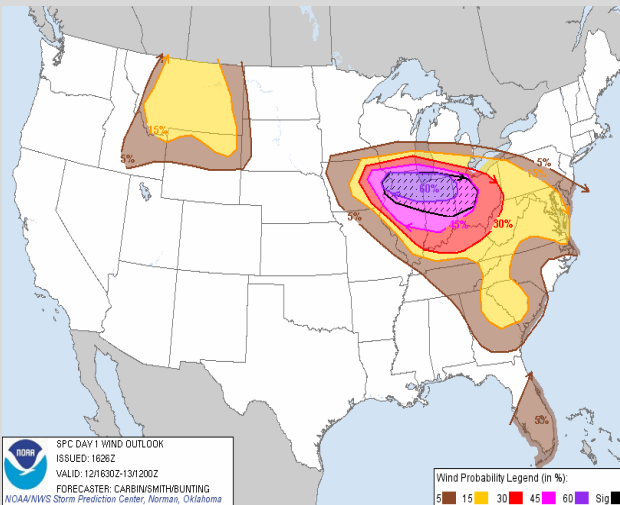 15%
5%
5%
15%
60%
5%
45%
30%
5%
NOAA
SPC DAY 1 WIND OUTLOOK
ISSUED: 1626Z
VALID: 12/1630Z-13/1200Z
FORECASTER: CARBIN/SMITH/BUNTING
NOAA/NWS Storm Prediction Center, Norman, Oklahoma
Wind Probability Legend (in %):
5 15 30 45 60 Sig